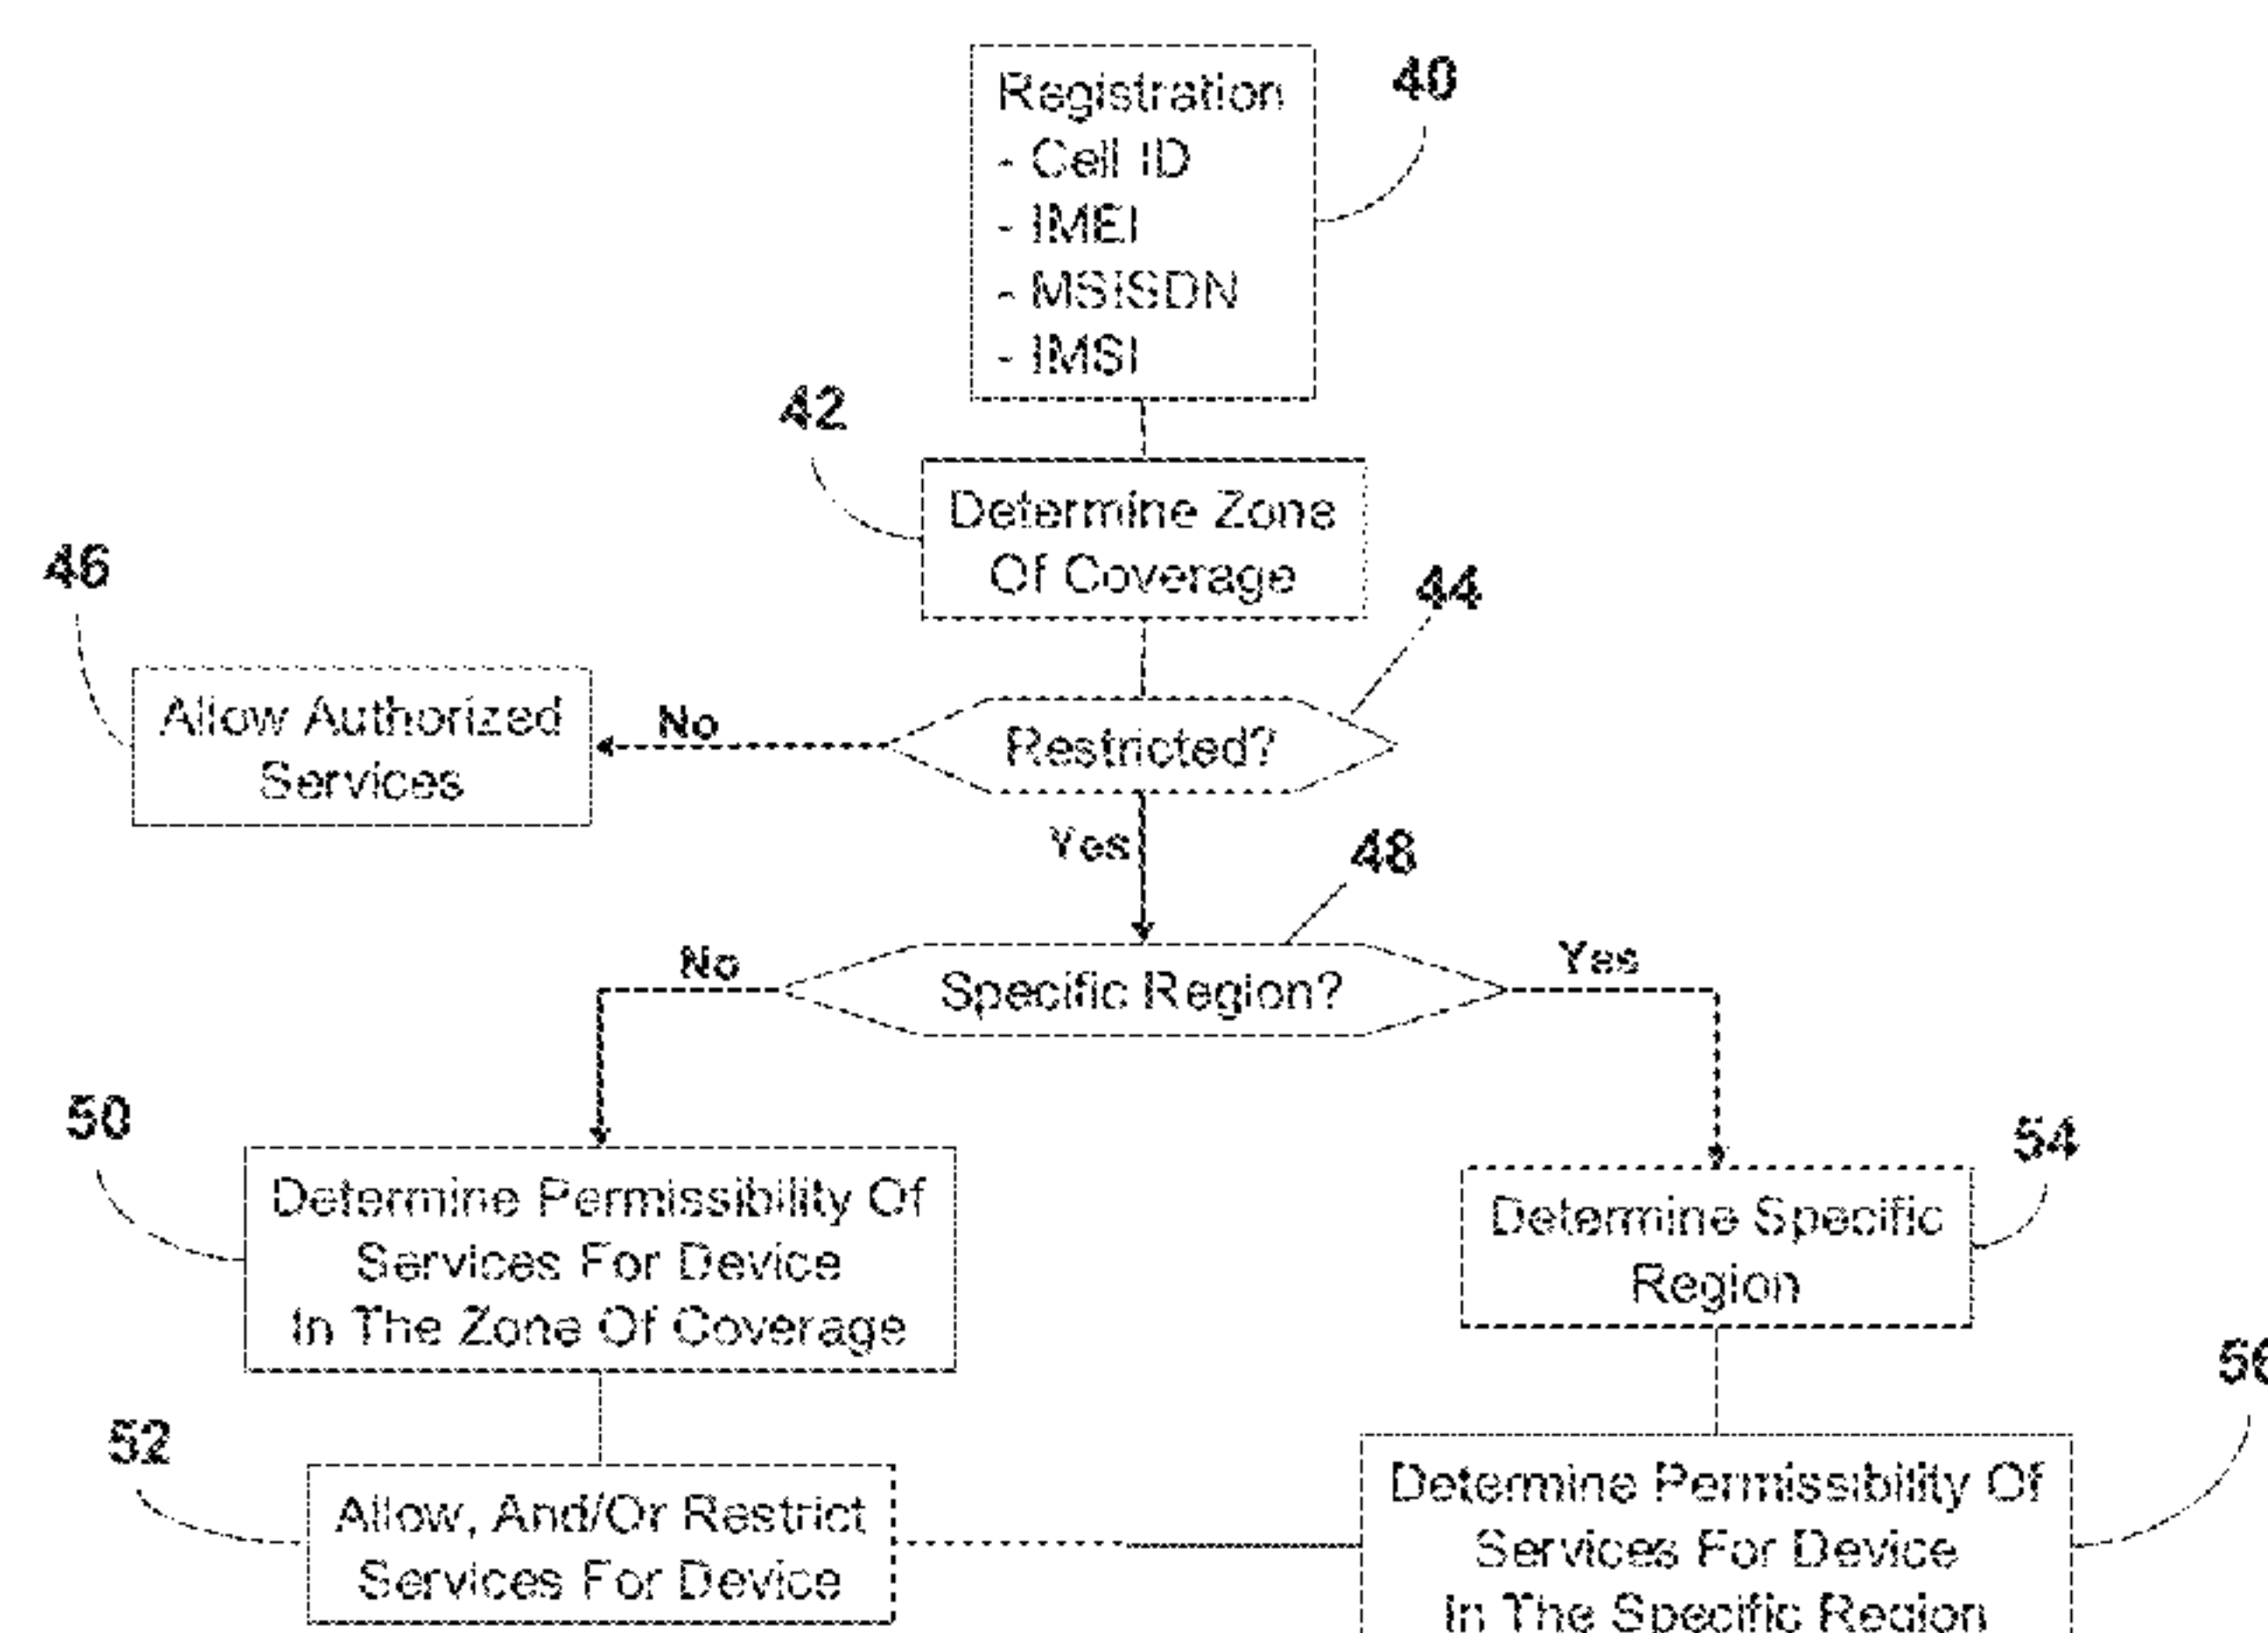 40
Registration
- Cell ID
- IMEI
- MSISDN
- IMSI
42
Determine Zone
Of Coverage
44
46
Allow Authorized
Services
No
Restricted?
Yes
48
No
Specific Region?
Yes
50
Determine Permissibility Of
Services For Device
In The Zone Of Coverage
54
Determine Specific
Region
52
Allow, And/Or Restrict
Services For Device
56
Determine Permissibility Of
Services For Device
In The Specific Region